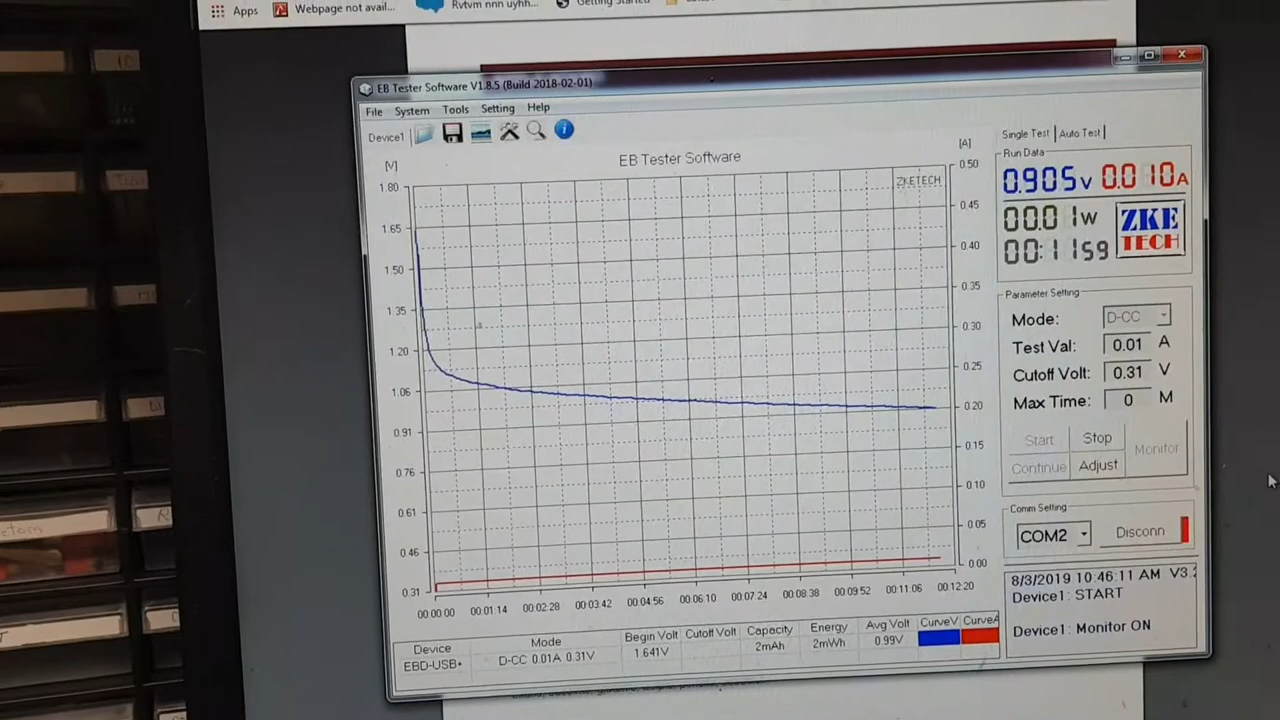 Apps Webpage not avail... Rvtvm nnn uyhh... Getting Started
EB Tester Software V1.8.5 (Build 2018-02-01)
File System Tools Setting Help
Device1
EB Tester Software
[V]
[A]
ZKETECH
1.80
1.65
1.50
1.35
1.20
1.06
0.91
0.76
0.61
0.46
0.31
0.50
0.45
0.40
0.35
0.30
0.25
0.20
0.15
0.10
0.05
0.00
00:00:00 00:01:14 00:02:28 00:03:42 00:04:56 00:06:10 00:07:24 00:08:38 00:09:52 00:11:06 00:12:20
Device Mode Begin Volt Cutoff Volt Capacity Energy Avg Volt CurveV CurveA
EBD-USB+ D-CC 0.01A 0.31V 1.641V 2mAh 2mWh 0.99V
Single Test Auto Test
Run Data
0.905V 0.010A
00.01W
00:11:59
ZKE
TECH
Parameter Setting
Mode: D-CC
Test Val: 0.01 A
Cutoff Volt: 0.31 V
Max Time: 0 M
Start Stop
Monitor
Continue Adjust
Comm Setting
COM2 Disconn
8/3/2019 10:46:11 AM V3.2
Device1: START
Device1: Monitor ON